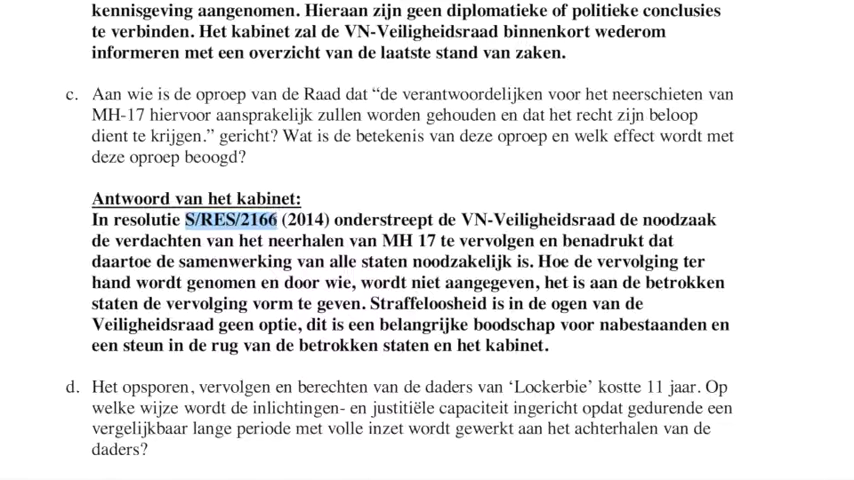 kennisgeving aangenomen. Hieraan zijn geen diplomatieke of politieke conclusies
te verbinden. Het kabinet zal de VN-Veiligheidsraad binnenkort wederom
informeren met een overzicht van de laatste stand van zaken.
c. Aan wie is de oproep van de Raad dat “de verantwoordelijken voor het neerschieten van
MH-17 hiervoor aansprakelijk zullen worden gehouden en dat het recht zijn beloop
dient te krijgen.” gericht? Wat is de betekenis van deze oproep en welk effect wordt met
deze oproep beoogd?
Antwoord van het kabinet:
In resolutie S/RES/2166 (2014) onderstreept de VN-Veiligheidsraad de noodzaak
de verdachten van het neerhalen van MH 17 te vervolgen en benadrukt dat
daartoe de samenwerking van alle staten noodzakelijk is. Hoe de vervolging ter
hand wordt genomen en door wie, wordt niet aangegeven, het is aan de betrokken
staten de vervolging vorm te geven. Straffeloosheid is in de ogen van de
Veiligheidsraad geen optie, dit is een belangrijke boodschap voor nabestaanden en
een steun in de rug van de betrokken staten en het kabinet.
d. Het opsporen, vervolgen en berechten van de daders van ‘Lockerbie’ kostte 11 jaar. Op
welke wijze wordt de inlichtingen- en justitiële capaciteit ingericht opdat gedurende een
vergelijkbaar lange periode met volle inzet wordt gewerkt aan het achterhalen van de
daders?